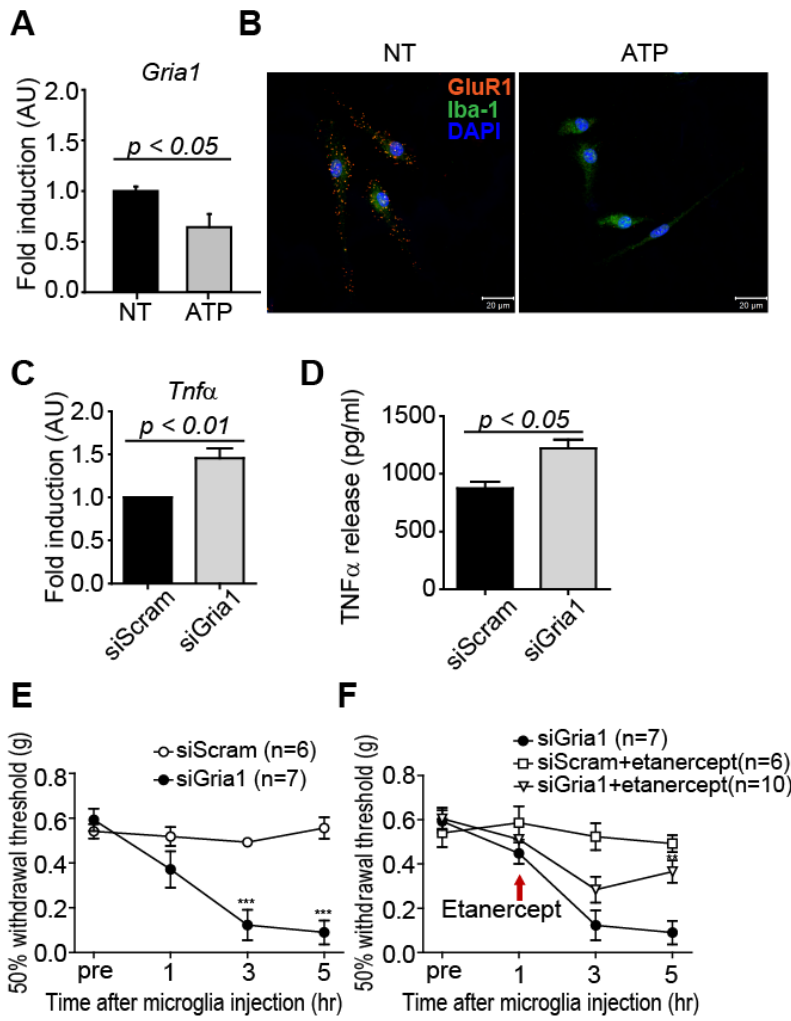 A
Gria1
Fold induction (AU)
2.0
1.5
1.0
0.5
0.0
p < 0.05
NT
ATP
B
NT
ATP
GluR1
Iba-1
DAPI
20 μm
20 μm
C
Tnfα
Fold induction (AU)
2.0
1.5
1.0
0.5
0.0
p < 0.01
siScram
siGria1
D
TNFα release (pg/ml)
1500
1000
500
0
p < 0.05
siScram
siGria1
E
50% withdrawal threshold (g)
siScram (n=6)
siGria1 (n=7)
0.8
0.6
0.4
0.2
0.0
***
***
pre
1
3
5
Time after microglia injection (hr)
F
50% withdrawal threshold (g)
siGria1 (n=7)
siScram+etanercept(n=6)
siGria1+etanercept(n=10)
0.8
0.6
0.4
0.2
0.0
**
Etanercept
pre
1
3
5
Time after microglia injection (hr)